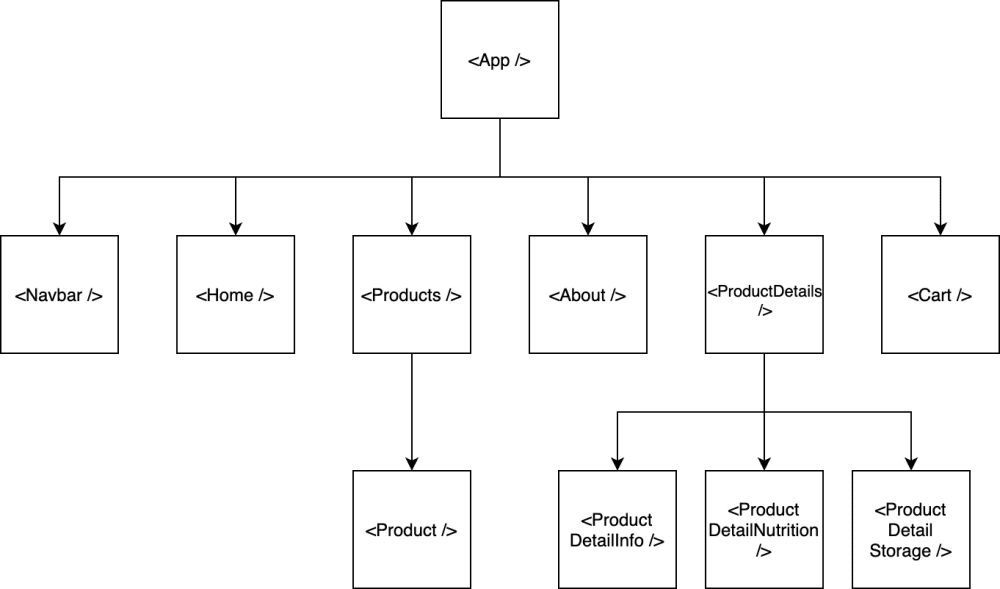 <App />
<Navbar />
<Home />
<Products />
<About />
<ProductDetails
/>
<Cart />
<Product />
<Product
DetailInfo />
<Product
DetailNutrition
/>
<Product
Detail
Storage />